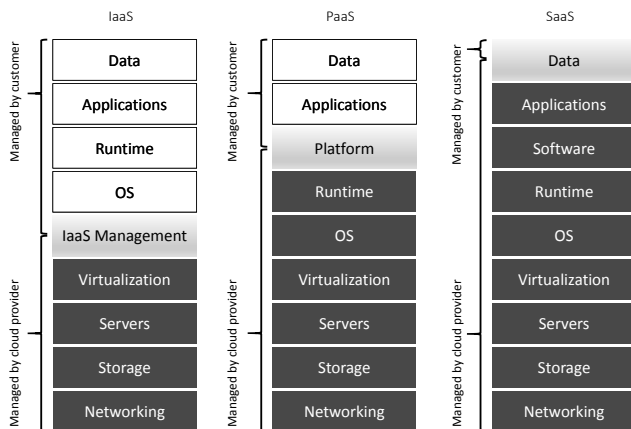 IaaS
Managed by customer
Data
Applications
Runtime
OS
IaaS Management
Managed by cloud provider
Virtualization
Servers
Storage
Networking
PaaS
Managed by customer
Data
Applications
Platform
Managed by cloud provider
Runtime
OS
Virtualization
Servers
Storage
Networking
SaaS
Managed by customer
Data
Managed by cloud provider
Applications
Software
Runtime
OS
Virtualization
Servers
Storage
Networking